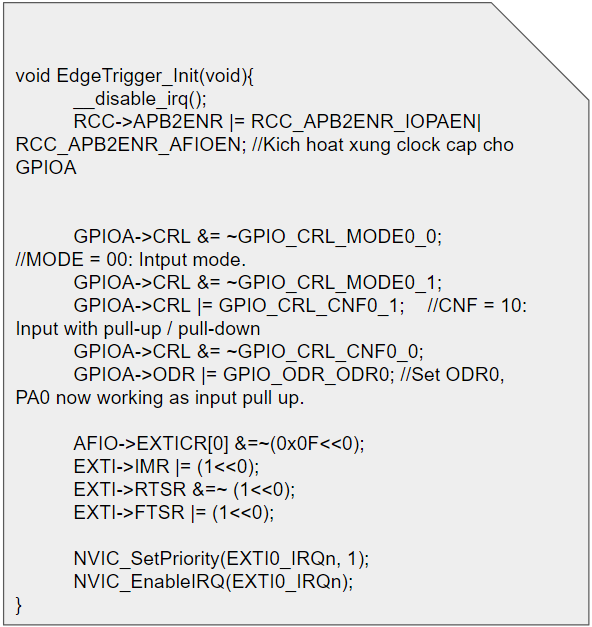 void EdgeTrigger_Init(void){
__disable_irq();
RCC->APB2ENR |= RCC_APB2ENR_IOPAEN|
RCC_APB2ENR_AFIOEN; //Kich hoat xung clock cap cho
GPIOA
GPIOA->CRL &= ~GPIO_CRL_MODE0_0;
//MODE = 00: Intput mode.
GPIOA->CRL &= ~GPIO_CRL_MODE0_1;
GPIOA->CRL |= GPIO_CRL_CNF0_1; //CNF = 10:
Input with pull-up / pull-down
GPIOA->CRL &= ~GPIO_CRL_CNF0_0;
GPIOA->ODR |= GPIO_ODR_ODR0; //Set ODR0,
PA0 now working as input pull up.
AFIO->EXTICR[0] &=~(0x0F<<0);
EXTI->IMR |= (1<<0);
EXTI->RTSR &=~ (1<<0);
EXTI->FTSR |= (1<<0);
NVIC_SetPriority(EXTI0_IRQn, 1);
NVIC_EnableIRQ(EXTI0_IRQn);
}